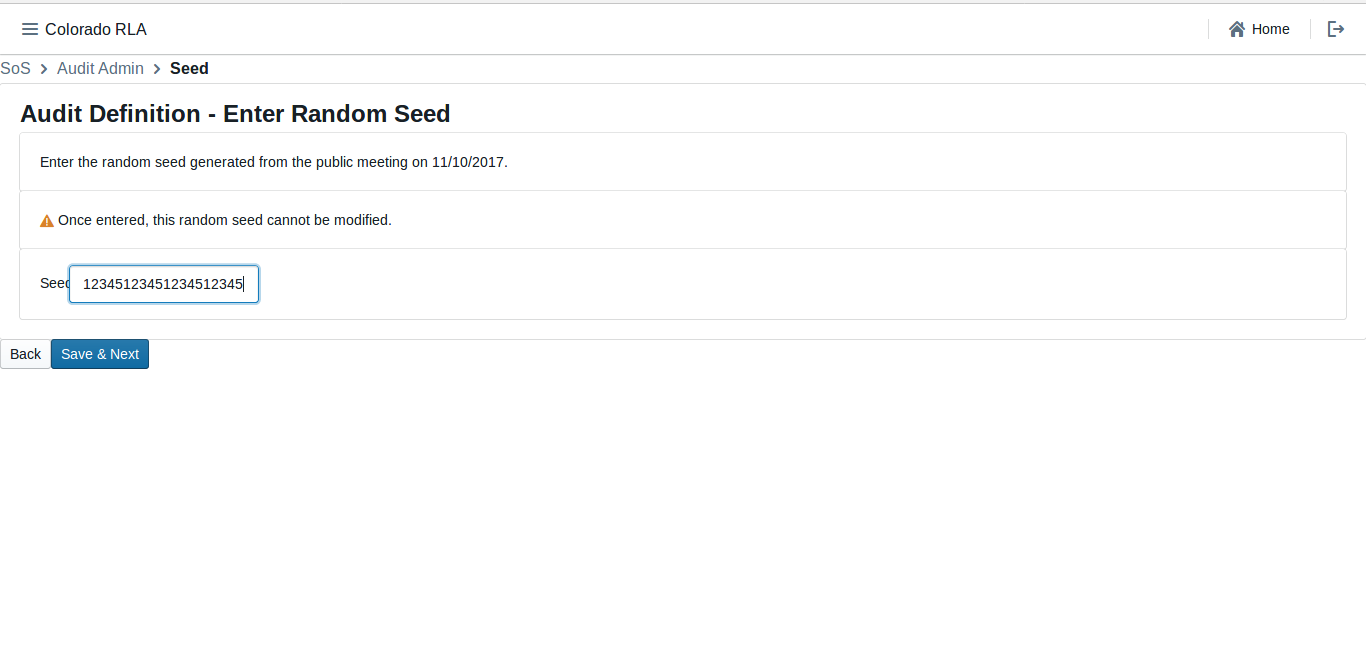 Colorado RLA
Home
SoS > Audit Admin > Seed
Audit Definition - Enter Random Seed
Enter the random seed generated from the public meeting on 11/10/2017.
Once entered, this random seed cannot be modified.
Seed 12345123451234512345
Back Save & Next